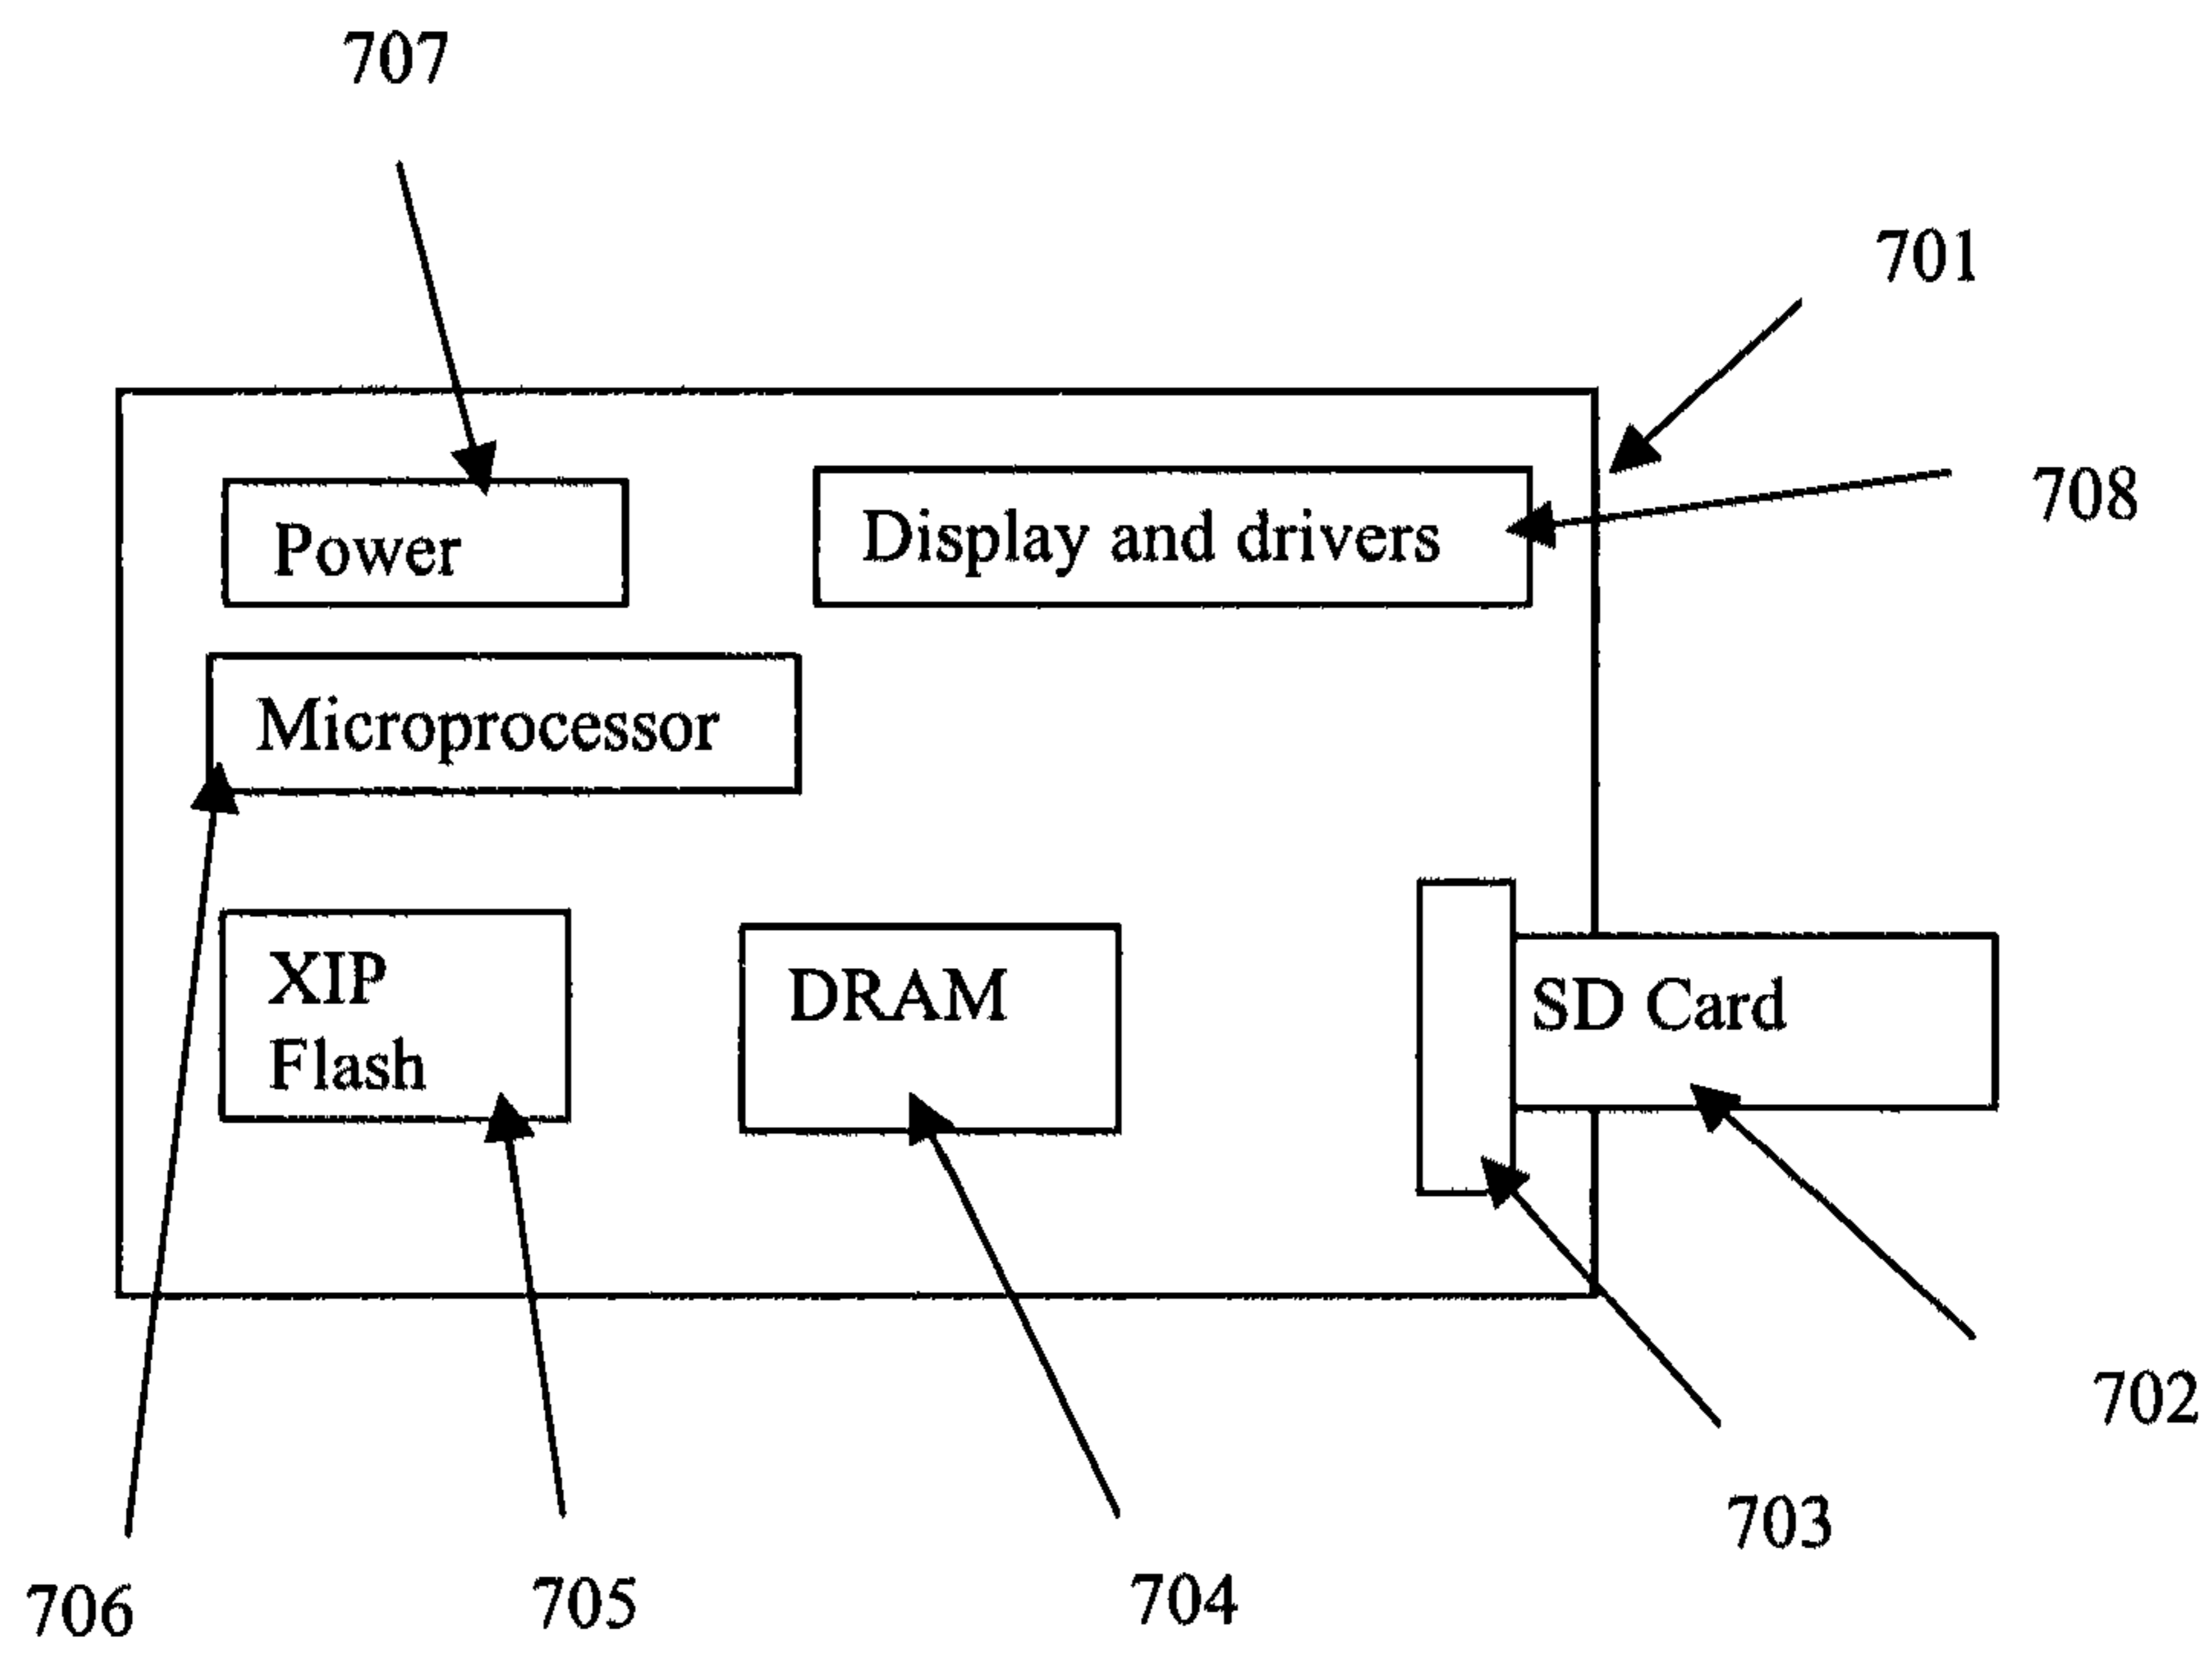 707
701
708
Power
Display and drivers
Microprocessor
XIP
Flash
DRAM
SD Card
702
703
704
705
706